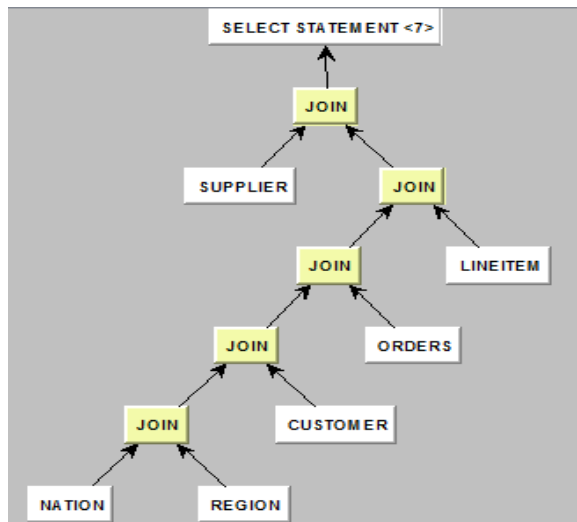 SELECT STATEMENT <7>
JOIN
SUPPLIER
JOIN
JOIN
LINEITEM
JOIN
ORDERS
JOIN
CUSTOMER
NATION
REGION